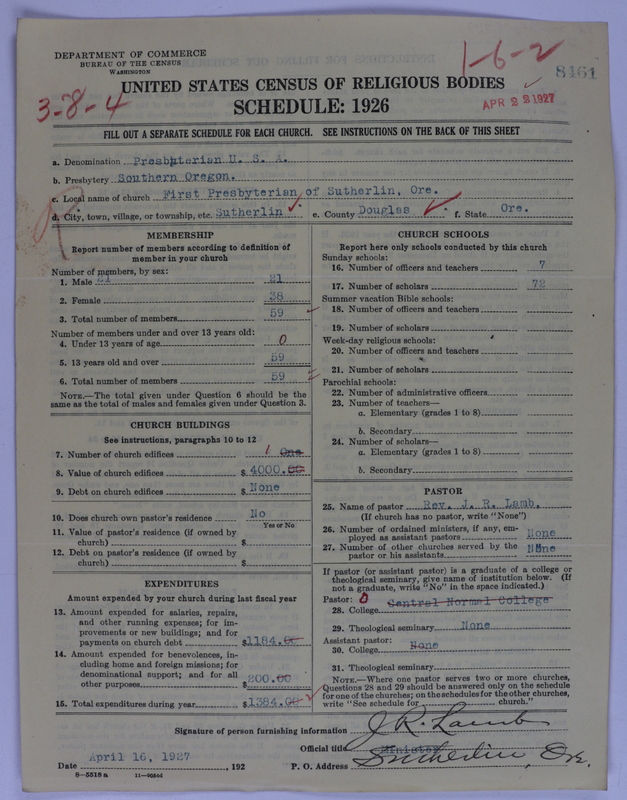 DEPARTMENT OF COMMERCE
BUREAU OF THE CENSUS
WASHINGTON
1-6-2
8461
3-8-4
UNITED STATES CENSUS OF RELIGIOUS BODIES
SCHEDULE: 1926
APR 22 1927
FILL OUT A SEPARATE SCHEDULE FOR EACH CHURCH. SEE INSTRUCTIONS ON THE BACK OF THIS SHEET
a. Denomination Presbyterian U. S. A.
b. Presbytery Southern Oregon.
c. Local name of church First Presbyterian of Sutherlin, Ore.
d. City, town, village, or township, etc. Sutherlin e. County Douglas f. State Ore.
MEMBERSHIP
Report number of members according to definition of
member in your church
Number of members, by sex:
1. Male 21 21
2. Female 38
3. Total number of members 59
Number of members under and over 13 years old:
4. Under 13 years of age 0
5. 13 years old and over 59
6. Total number of members 59
NOTE.—The total given under Question 6 should be
same as the total of males and females given under Question 3.
CHURCH BUILDINGS
See instructions, paragraphs 10 to 12
7. Number of church edifices 1 One
8. Value of church edifices $ 4000.00
9. Debt on church edifices $ None
10. Does church own pastor's residence No
Yes or No
11. Value of pastor's residence (if owned by
church) $
12. Debt on pastor's residence (if owned by
church) $
EXPENDITURES
Amount expended by your church during last fiscal year
13. Amount expended for salaries, repairs,
and other running expenses; for im-
provements or new buildings; and for
payments on church debt $1184.00
14. Amount expended for benevolences, in-
cluding home and foreign missions; for
denominational support; and for all
other purposes $200.00
15. Total expenditures during year $1384.00
CHURCH SCHOOLS
Report here only schools conducted by this church
Sunday schools:
16. Number of officers and teachers 7
17. Number of scholars 72
Summer vacation Bible schools:
18. Number of officers and teachers
19. Number of scholars
Week-day religious schools:
20. Number of officers and teachers
21. Number of scholars
Parochial schools:
22. Number of administrative officers
23. Number of teachers—
a. Elementary (grades 1 to 8)
b. Secondary
24. Number of scholars—
a. Elementary (grades 1 to 8)
b. Secondary
PASTOR
25. Name of pastor Rev. J. R. Lamb.
(If church has no pastor, write "None")
26. Number of ordained ministers, if any, em-
ployed as assistant pastors None
27. Number of other churches served by the
pastor or his assistants None
If pastor (or assistant pastor) is a graduate of a college or
theological seminary, give name of institution below. (If
not a graduate, write "No" in the space indicated.)
Pastor: 0
28. College Central Normal College
29. Theological seminary None
Assistant pastor:
30. College None
31. Theological seminary
NOTE.—Where one pastor serves two or more churches,
Questions 28 and 29 should be answered only on the schedule
for one of the churches; on the schedules for the other churches,
write "See schedule for church."
Signature of person furnishing information J. R. Lamb
Official title Minister
Date April 16, 1927, 192 P. O. Address Sutherlin, Ore.
8-5518a 11-